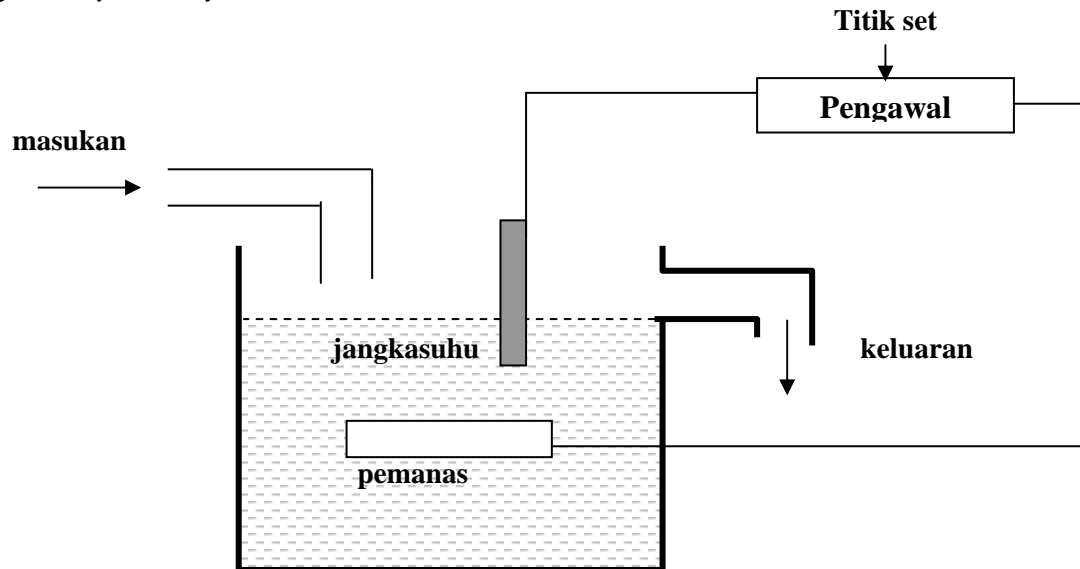 Titik set
Pengawal
masukan
jangkasuhu
keluaran
pemanas